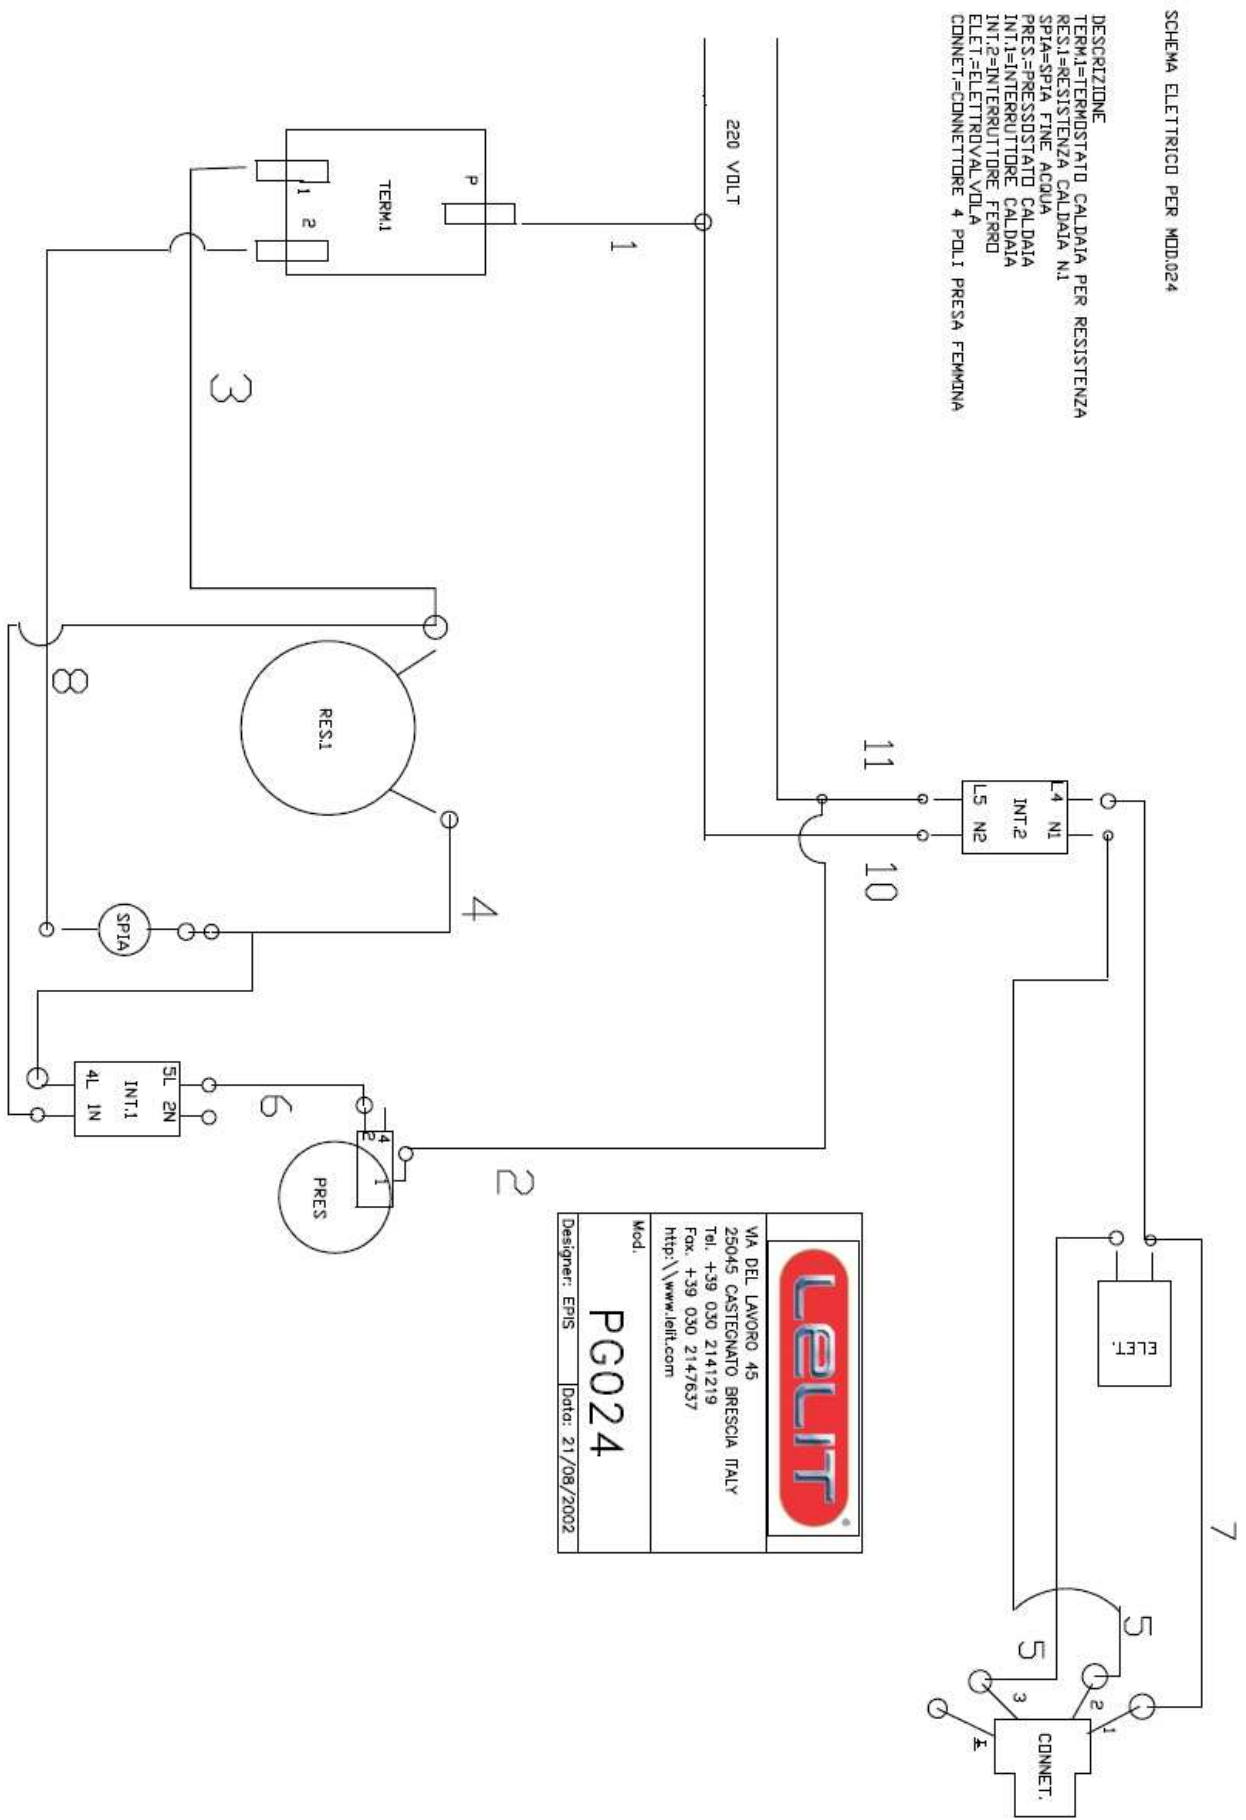 SCHEMA ELETTRICO PER MOD.024
DESCRIZIONE
TERM.1=TERMOSTATO CALDAIA PER RESISTENZA
RES.1=RESISTENZA CALDAIA N.1
SPIA=SPIA FINE ACQUA
PRES.=PRESSOSTATO CALDAIA
INT.1=INTERRUTTORE CALDAIA
INT.2=INTERRUTTORE FERRO
ELET.=ELETTROVALVOLA
CONNET.=CONNETTORE 4 POLI PRESA FEMMINA
220 VOLT
1
P
TERM.1
1 2
3
8
RES.1
4
SPIA
11
10
L4 N1
INT.2
L5 N2
5L 2N
INT.1
4L 1N
6
2 4
1
PRES
2
ELET.
7
5
5
1
2
3
CONNET.
LELIT
®
VIA DEL LAVORO 45
25045 CASTEGNATO BRESCIA ITALY
Tel. +39 030 2141219
Fax. +39 030 2147637
http:\\www.lelit.com
Mod.
PG024
Designer: EPIS
Data: 21/08/2002